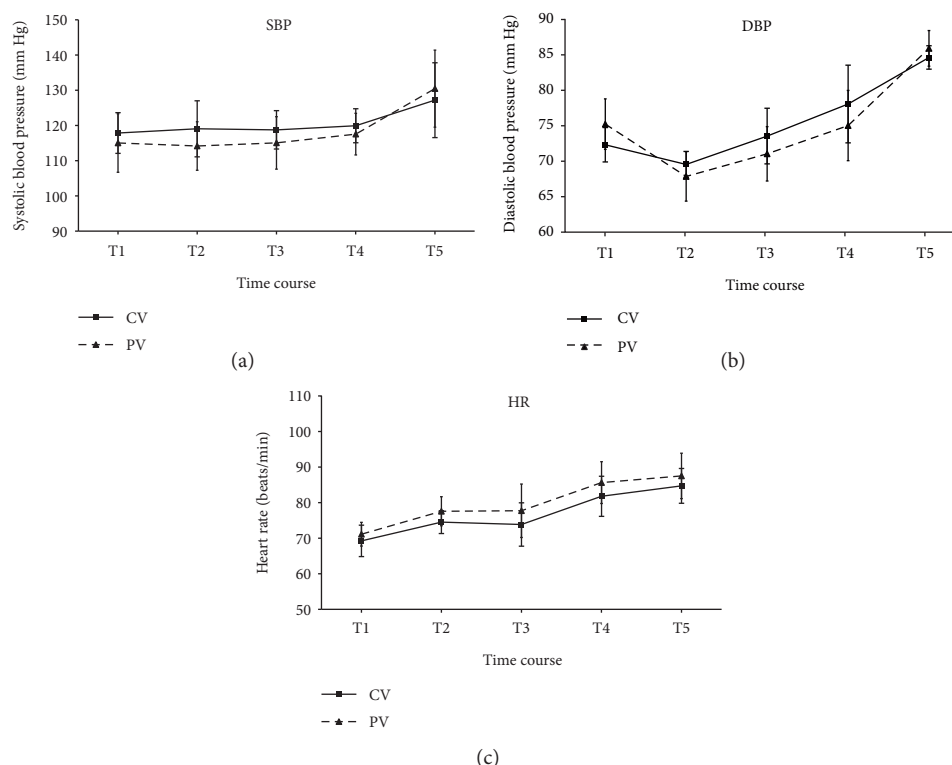 SBP
Systolic blood pressure (mm Hg)
150
140
130
120
110
100
90
T1 T2 T3 T4 T5
Time course
CV
PV
(a)
DBP
Diastolic blood pressure (mm Hg)
90
85
80
75
70
65
60
T1 T2 T3 T4 T5
Time course
CV
PV
(b)
HR
Heart rate (beats/min)
110
100
90
80
70
60
50
T1 T2 T3 T4 T5
Time course
CV
PV
(c)